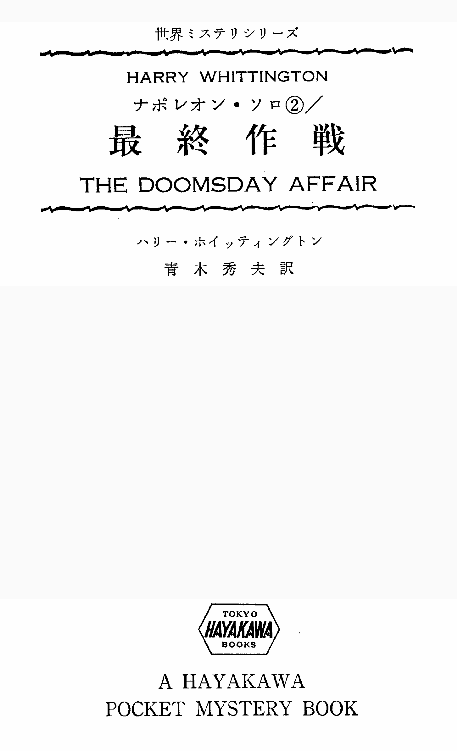 世界ミステリシリーズ
HARRY WHITTINGTON
ナポレオン・ソロ②／
最終作戦
THE DOOMSDAY AFFAIR
ハリー・ホイッティングトン
青木秀夫訳
TOKYO
HAYAKAWA
BOOKS
A HAYAKAWA
POCKET MYSTERY BOOK